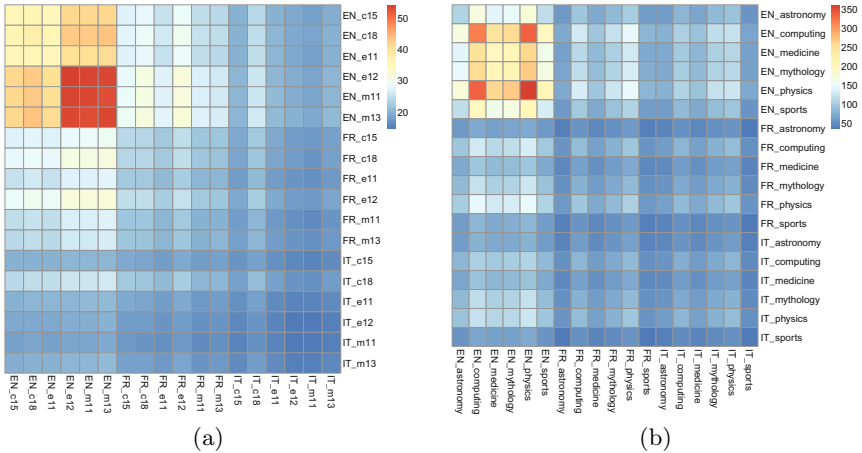 EN_c15
EN_c18
EN_e11
EN_e12
EN_m11
EN_m13
FR_c15
FR_c18
FR_e11
FR_e12
FR_m11
FR_m13
IT_c15
IT_c18
IT_e11
IT_e12
IT_m11
IT_m13
EN_c15
EN_c18
EN_e11
EN_e12
EN_m11
EN_m13
FR_c15
FR_c18
FR_e11
FR_e12
FR_m11
FR_m13
IT_c15
IT_c18
IT_e11
IT_e12
IT_m11
IT_m13
50
40
30
20
(a)
EN_astronomy
EN_computing
EN_medicine
EN_mythology
EN_physics
EN_sports
FR_astronomy
FR_computing
FR_medicine
FR_mythology
FR_physics
FR_sports
IT_astronomy
IT_computing
IT_medicine
IT_mythology
IT_physics
IT_sports
EN_astronomy
EN_computing
EN_medicine
EN_mythology
EN_physics
EN_sports
FR_astronomy
FR_computing
FR_medicine
FR_mythology
FR_physics
FR_sports
IT_astronomy
IT_computing
IT_medicine
IT_mythology
IT_physics
IT_sports
350
300
250
200
150
100
50
(b)